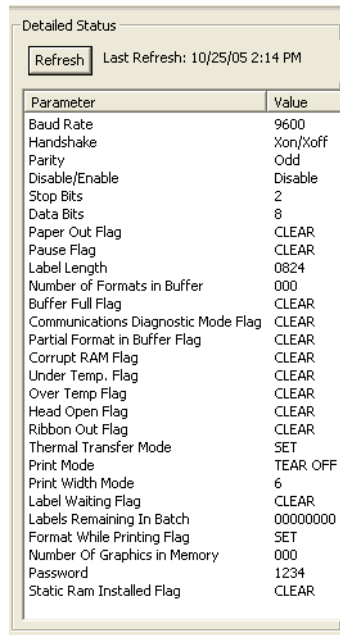 Detailed Status
Refresh Last Refresh: 10/25/05 2:14 PM
Parameter Value
Baud Rate 9600
Handshake Xon/Xoff
Parity Odd
Disable/Enable Disable
Stop Bits 2
Data Bits 8
Paper Out Flag CLEAR
Pause Flag CLEAR
Label Length 0824
Number of Formats in Buffer 000
Buffer Full Flag CLEAR
Communications Diagnostic Mode Flag CLEAR
Partial Format in Buffer Flag CLEAR
Corrupt RAM Flag CLEAR
Under Temp. Flag CLEAR
Over Temp Flag CLEAR
Head Open Flag CLEAR
Ribbon Out Flag CLEAR
Thermal Transfer Mode SET
Print Mode TEAR OFF
Print Width Mode 6
Label Waiting Flag CLEAR
Labels Remaining In Batch 00000000
Format While Printing Flag SET
Number Of Graphics in Memory 000
Password 1234
Static Ram Installed Flag CLEAR